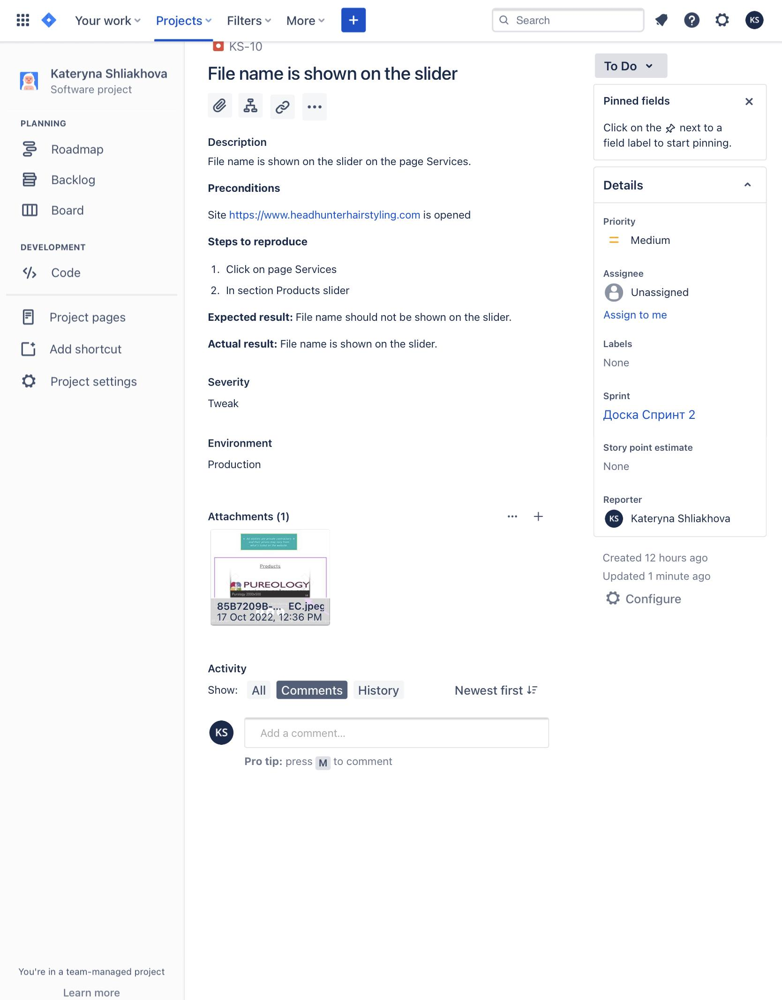 Your work
Projects
Filters
More
Search
KS
Kateryna Shliakhova
Software project
PLANNING
Roadmap
Backlog
Board
DEVELOPMENT
Code
Project pages
Add shortcut
Project settings
You're in a team-managed project
Learn more
KS-10
File name is shown on the slider
Description
File name is shown on the slider on the page Services.
Preconditions
Site https://www.headhunterhairstyling.com is opened
Steps to reproduce
1. Click on page Services
2. In section Products slider
Expected result: File name should not be shown on the slider.
Actual result: File name is shown on the slider.
Severity
Tweak
Environment
Production
Attachments (1)
• All stylists are private contractors •
and their prices may vary from
what's listed on the website.
Products
PUREOLOGY
Purology 2000x500
85B7209B-... EC.jpeg
17 Oct 2022, 12:36 PM
Activity
Show: All Comments History Newest first
KS
Add a comment...
Pro tip: press M to comment
To Do
Pinned fields
Click on the next to a
field label to start pinning.
Details
Priority
Medium
Assignee
Unassigned
Assign to me
Labels
None
Sprint
Доска Спринт 2
Story point estimate
None
Reporter
KS Kateryna Shliakhova
Created 12 hours ago
Updated 1 minute ago
Configure